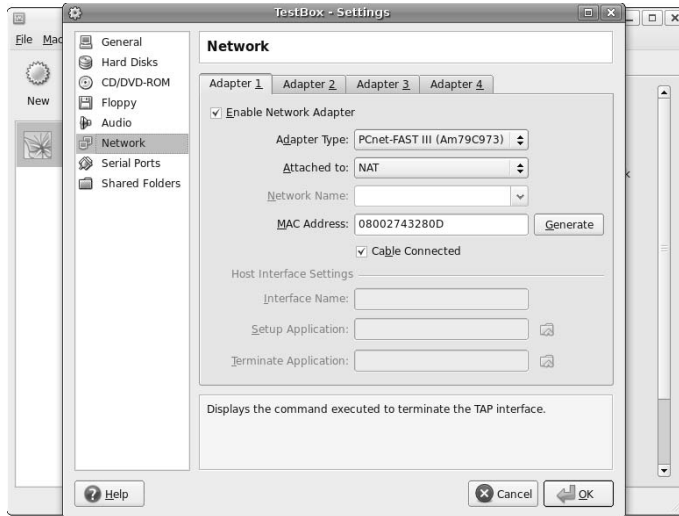 TestBox - Settings
File Mac
New
General
Hard Disks
CD/DVD-ROM
Floppy
Audio
Network
Serial Ports
Shared Folders
Network
Adapter 1 Adapter 2 Adapter 3 Adapter 4
Enable Network Adapter
Adapter Type: PCnet-FAST III (Am79C973)
Attached to: NAT
Network Name:
MAC Address: 08002743280D Generate
Cable Connected
Host Interface Settings
Interface Name:
Setup Application:
Terminate Application:
Displays the command executed to terminate the TAP interface.
Help Cancel OK